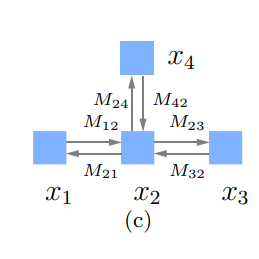 x₄
M₂₄ M₄₂
M₁₂ M₂₃
M₂₁ M₃₂
x₁ x₂ x₃
(c)